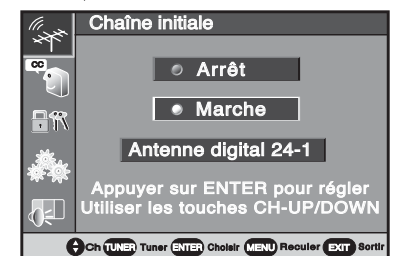 Chaîne initiale
CC
Arrêt
Marche
Antenne digital 24-1
Appuyer sur ENTER pour régler
Utiliser les touches CH-UP/DOWN
Ch TUNER Tuner ENTER Choisir MENU Reculer EXIT Sortir